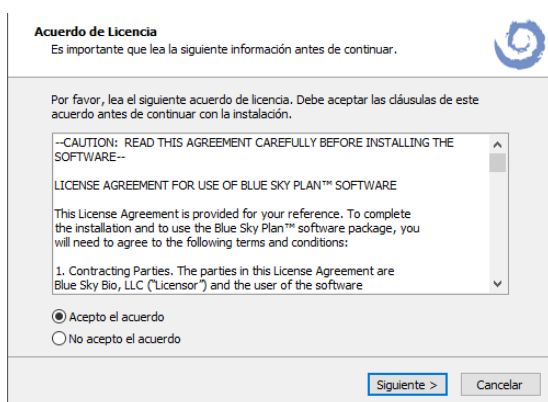 Acuerdo de Licencia
Es importante que lea la siguiente información antes de continuar.
Por favor, lea el siguiente acuerdo de licencia. Debe aceptar las cláusulas de este
acuerdo antes de continuar con la instalación.
--CAUTION: READ THIS AGREEMENT CAREFULLY BEFORE INSTALLING THE
SOFTWARE--
LICENSE AGREEMENT FOR USE OF BLUE SKY PLAN™ SOFTWARE
This License Agreement is provided for your reference. To complete
the installation and to use the Blue Sky Plan™ software package, you
will need to agree to the following terms and conditions:
1. Contracting Parties. The parties in this License Agreement are
Blue Sky Bio, LLC ("Licensor") and the user of the software
Acepto el acuerdo
No acepto el acuerdo
Siguiente >
Cancelar